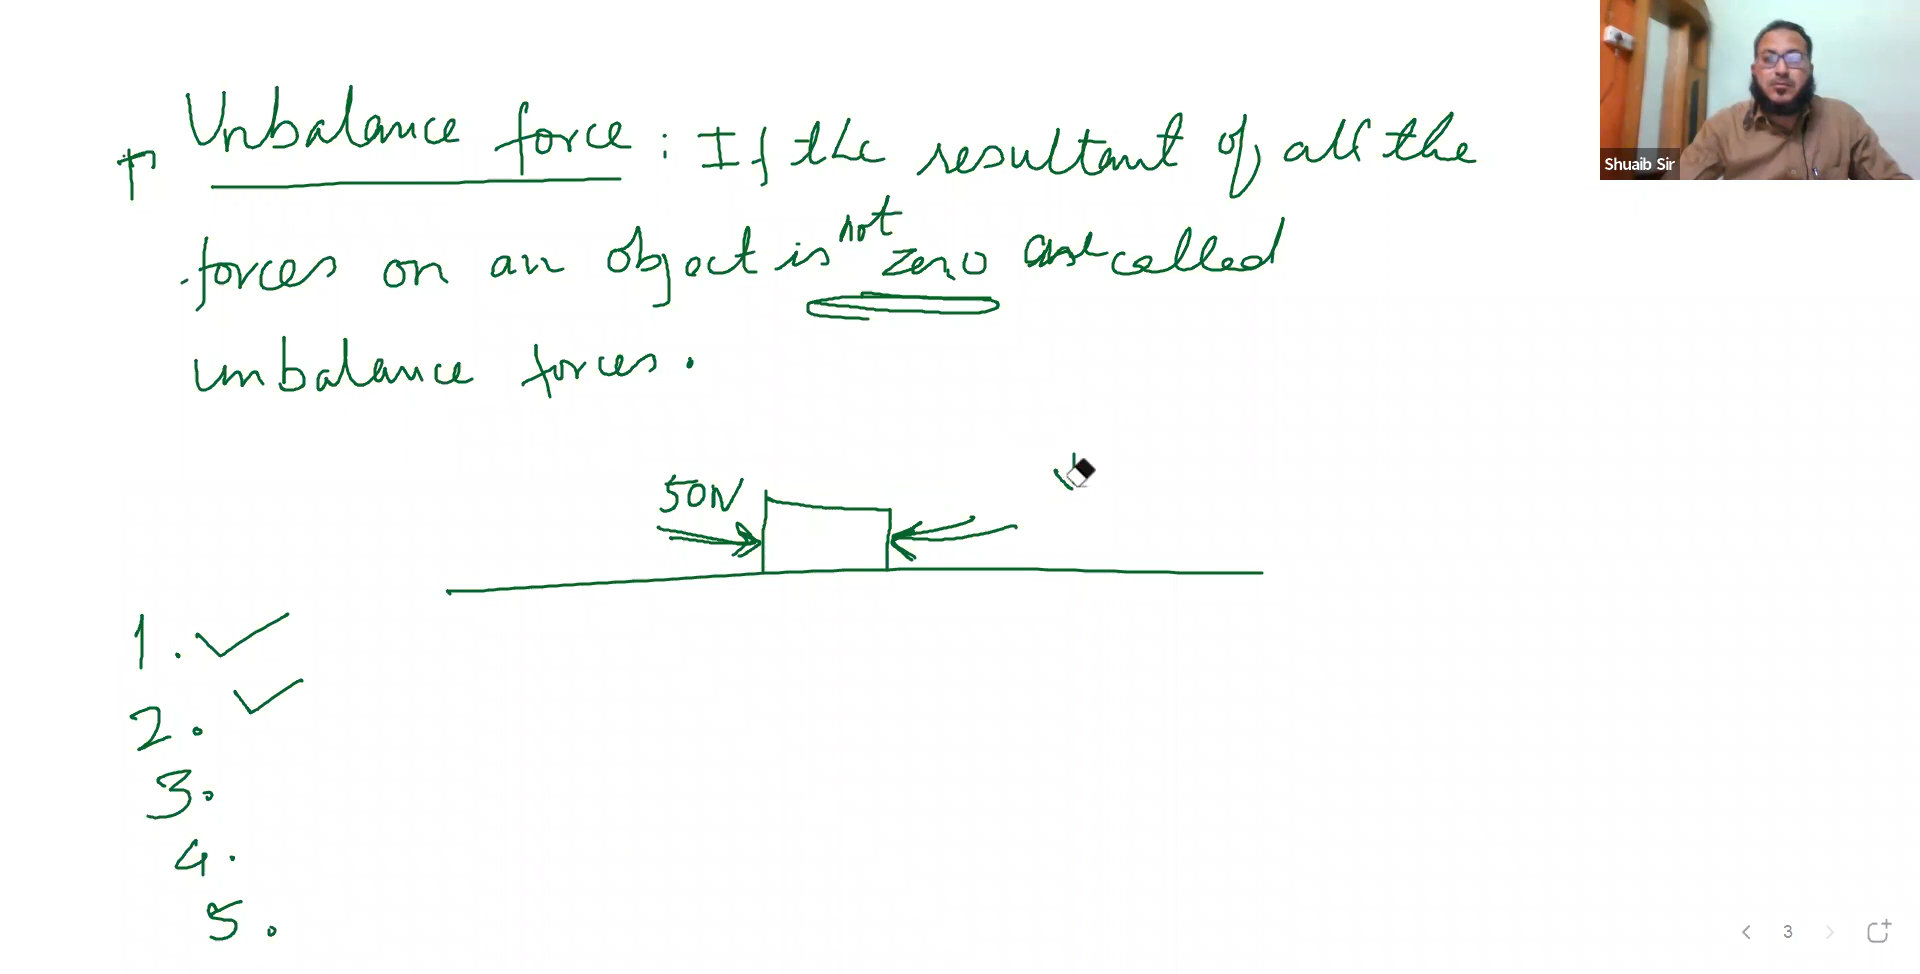 Unbalance force : If the resultant of all the
forces on an object is not zero are called
unbalance forces.
50N
1.
2.
3.
4.
5.
Shuaib Sir
3